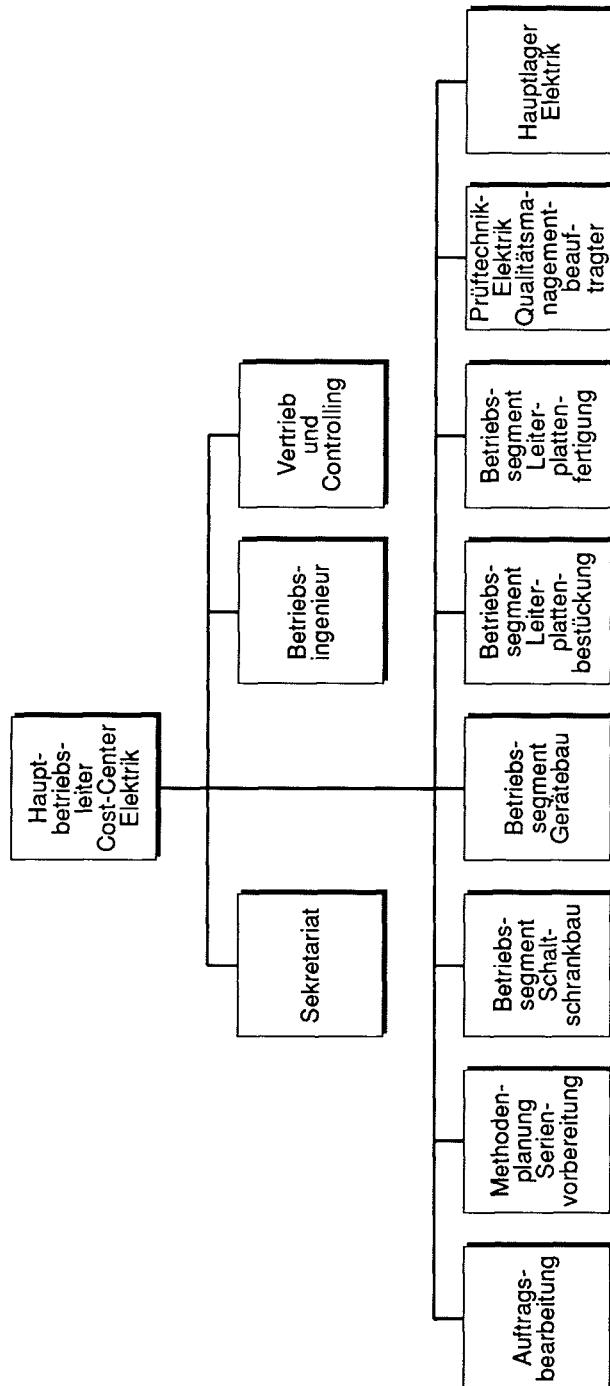 Haupt-
betriebs-
leiter
Cost-Center
Elektrik
Sekretariat
Betriebs-
ingenieur
Vertrieb
und
Controlling
Auftrags-
bearbeitung
Methoden-
planung
Serien-
vorbereitung
Betriebs-
segment
Schalt-
schrankbau
Betriebs-
segment
Gerätebau
Betriebs-
segment
Leiter-
platten-
bestückung
Betriebs-
segment
Leiter-
platten-
fertigung
Prüftechnik-
Elektrik
Qualitätsma-
nagement-
beauf-
tragter
Hauptlager
Elektrik